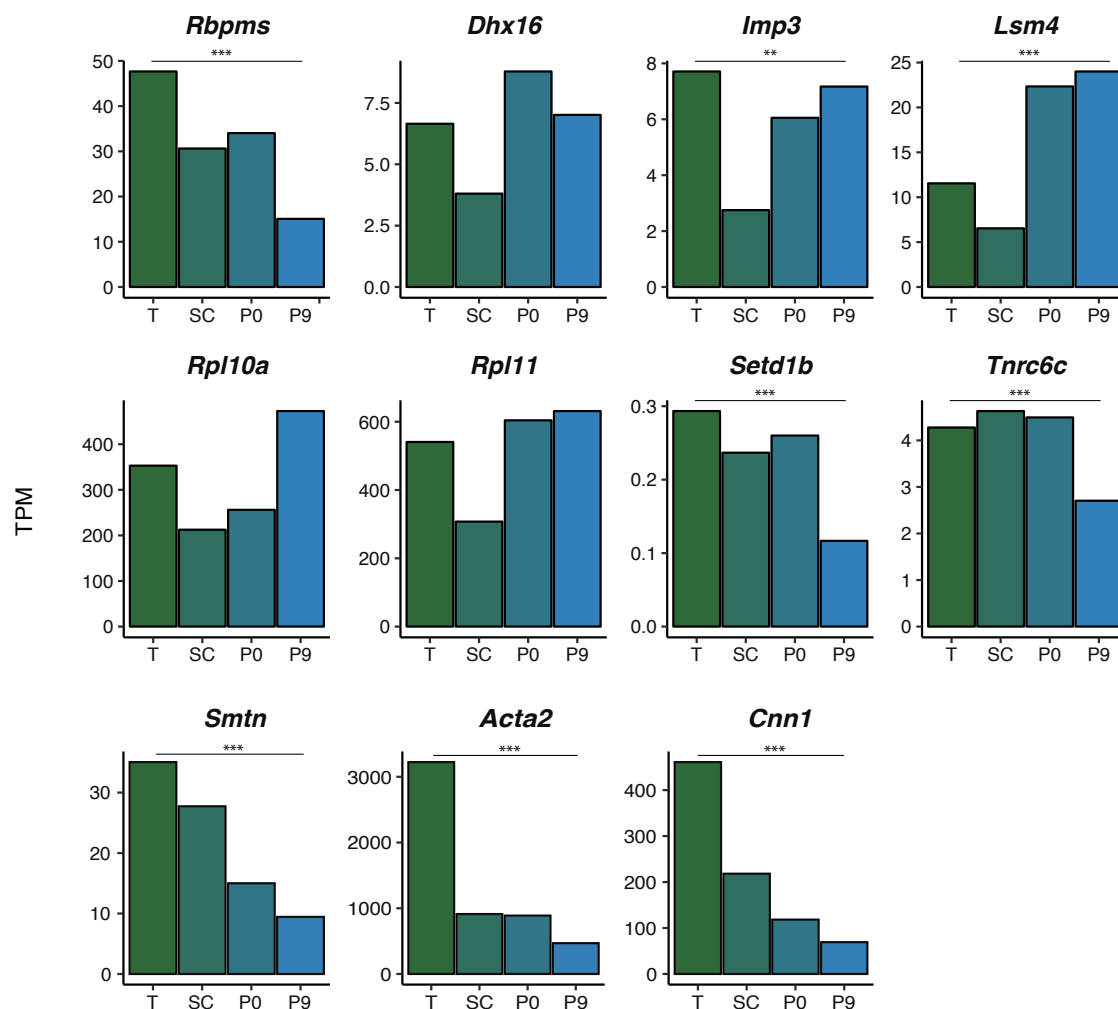 Rbpms Dhx16 Imp3 Lsm4
*** ** ***
50 40 30 20 10 0
7.5 5.0 2.5 0.0
8 6 4 2 0
25 20 15 10 5 0
T SC P0 P9 T SC P0 P9 T SC P0 P9 T SC P0 P9
Rpl10a Rpl11 Setd1b Tnrc6c
*** ***
TPM
400 300 200 100 0
600 400 200 0
0.3 0.2 0.1 0.0
4 3 2 1 0
T SC P0 P9 T SC P0 P9 T SC P0 P9 T SC P0 P9
Smtn Acta2 Cnn1
*** *** ***
30 20 10 0
3000 2000 1000 0
400 300 200 100 0
T SC P0 P9 T SC P0 P9 T SC P0 P9